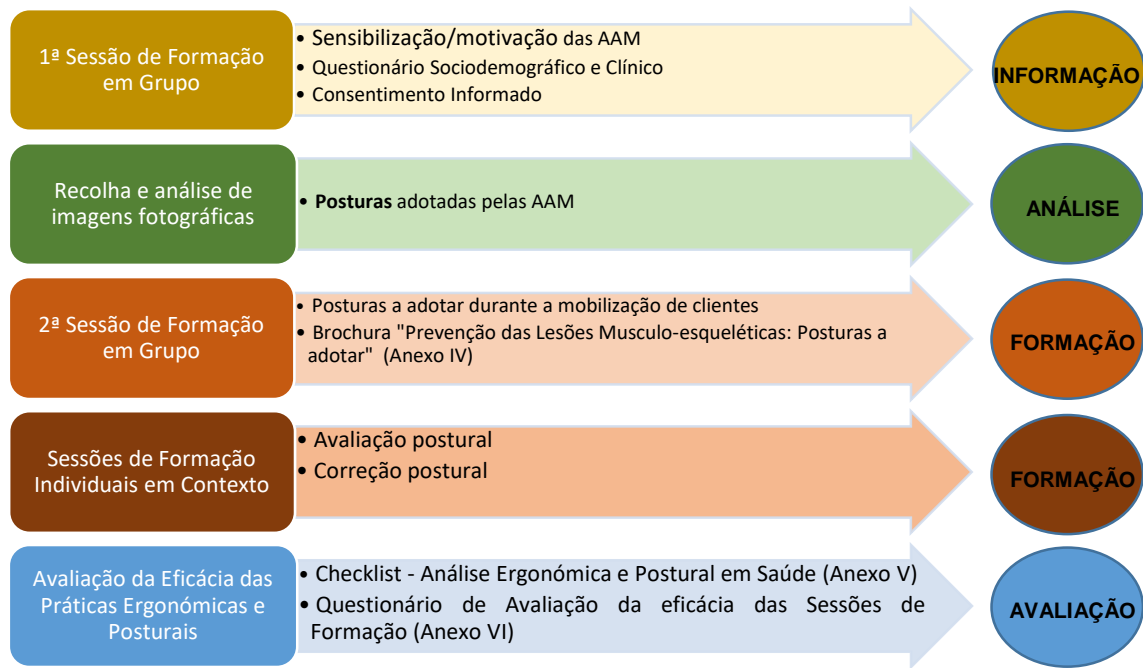 1ª Sessão de Formação
em Grupo
• Sensibilização/motivação das AAM
• Questionário Sociodemográfico e Clínico
• Consentimento Informado
INFORMAÇÃO
Recolha e análise de
imagens fotográficas
• Posturas adotadas pelas AAM
ANÁLISE
2ª Sessão de Formação
em Grupo
• Posturas a adotar durante a mobilização de clientes
• Brochura "Prevenção das Lesões Musculo-esqueléticas: Posturas a
adotar" (Anexo IV)
FORMAÇÃO
Sessões de Formação
Individuais em Contexto
• Avaliação postural
• Correção postural
FORMAÇÃO
Avaliação da Eficácia das
Práticas Ergonómicas e
Posturais
• Checklist - Análise Ergonómica e Postural em Saúde (Anexo V)
• Questionário de Avaliação da eficácia das Sessões de
Formação (Anexo VI)
AVALIAÇÃO